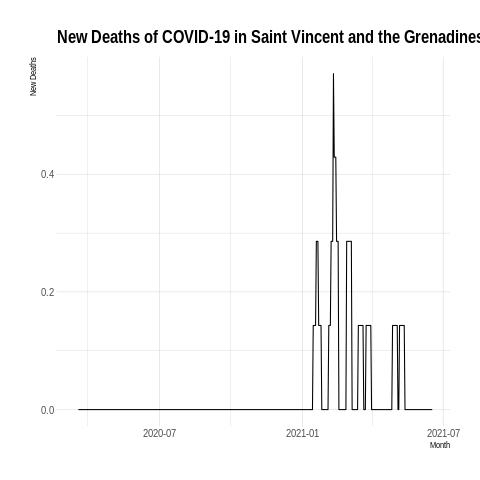 New Deaths of COVID-19 in Saint Vincent and the Grenadines
New Deaths
0.4
0.2
0.0
2020-07
2021-01
2021-07
Month